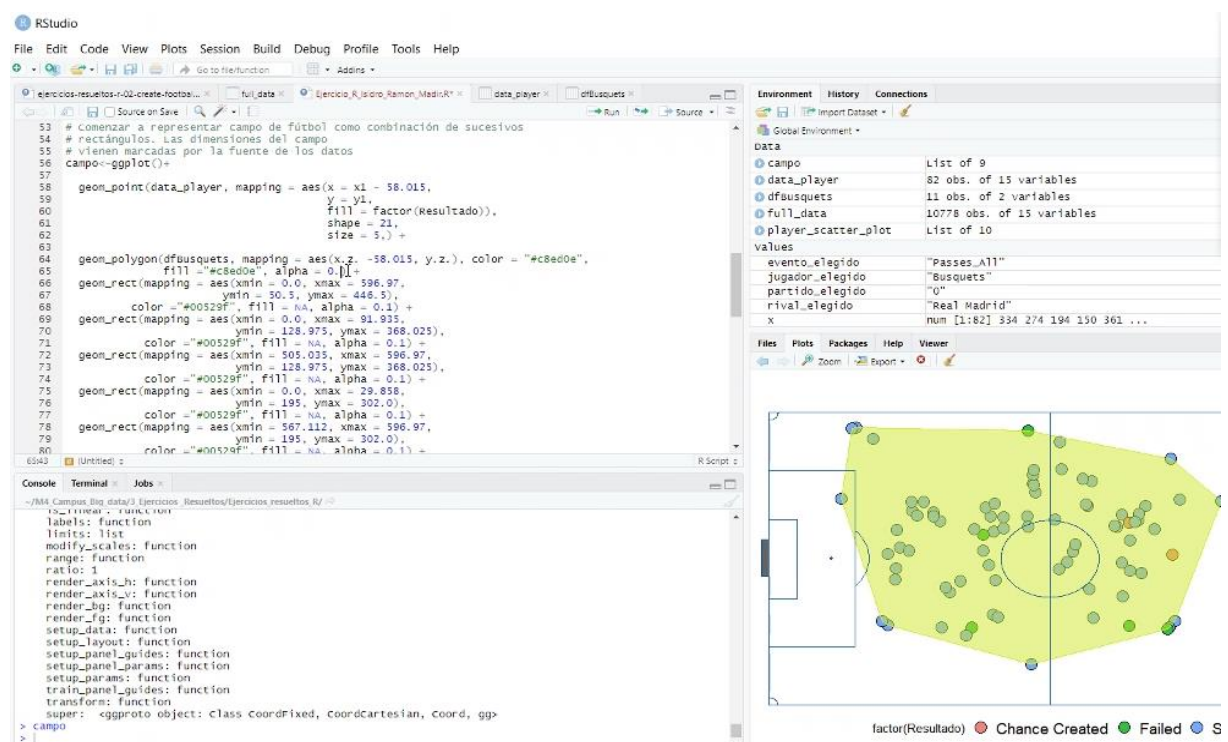 RStudio
File Edit Code View Plots Session Build Debug Profile Tools Help
Go to file/function Addins
ejercicios-resueltos-r-02-create-footbal... full_data Ejercicio_R_Isidro_Ramon_Madir.R* data_player dfBusquets
Source on Save Run Source
53 # Comenzar a representar campo de fútbol como combinación de sucesivos
54 # rectángulos. Las dimensiones del campo
55 # vienen marcadas por la fuente de los datos
56 campo<-ggplot()+
57
58 geom_point(data_player, mapping = aes(x = x1 - 58.015,
59 y = y1,
60 fill = factor(Resultado)),
61 shape = 21,
62 size = 5,) +
63
64 geom_polygon(dfBusquets, mapping = aes(x.z. -58.015, y.z.), color = "#c8ed0e",
65 fill ="#c8ed0e", alpha = 0.) +
66 geom_rect(mapping = aes(xmin = 0.0, xmax = 596.97,
67 ymin = 50.5, ymax = 446.5),
68 color ="#00529f", fill = NA, alpha = 0.1) +
69 geom_rect(mapping = aes(xmin = 0.0, xmax = 91.935,
70 ymin = 128.975, ymax = 368.025),
71 color ="#00529f", fill = NA, alpha = 0.1) +
72 geom_rect(mapping = aes(xmin = 505.035, xmax = 596.97,
73 ymin = 128.975, ymax = 368.025),
74 color ="#00529f", fill = NA, alpha = 0.1) +
75 geom_rect(mapping = aes(xmin = 0.0, xmax = 29.858,
76 ymin = 195, ymax = 302.0),
77 color ="#00529f", fill = NA, alpha = 0.1) +
78 geom_rect(mapping = aes(xmin = 567.112, xmax = 596.97,
79 ymin = 195, ymax = 302.0),
80 color ="#00529f", fill = NA, alpha = 0.1) +
65:43 (Untitled) R Script
Console Terminal Jobs
~/M4_Campus_Big_data/3_Ejercicios_Resueltos/Ejercicios_resueltos_R/
is_linear: function
labels: function
limits: list
modify_scales: function
range: function
ratio: 1
render_axis_h: function
render_axis_v: function
render_bg: function
render_fg: function
setup_data: function
setup_layout: function
setup_panel_guides: function
setup_panel_params: function
setup_params: function
train_panel_guides: function
transform: function
super: <ggproto object: Class CoordFixed, CoordCartesian, Coord, gg>
> campo
>
Environment History Connections
Import Dataset
Global Environment
Data
campo List of 9
data_player 82 obs. of 15 variables
dfBusquets 11 obs. of 2 variables
full_data 10778 obs. of 15 variables
player_scatter_plot List of 10
Values
evento_elegido "Passes_All"
jugador_elegido "Busquets"
partido_elegido "0"
rival_elegido "Real Madrid"
x num [1:82] 334 274 194 150 361 ...
Files Plots Packages Help Viewer
Zoom Export
factor(Resultado) Chance Created Failed S